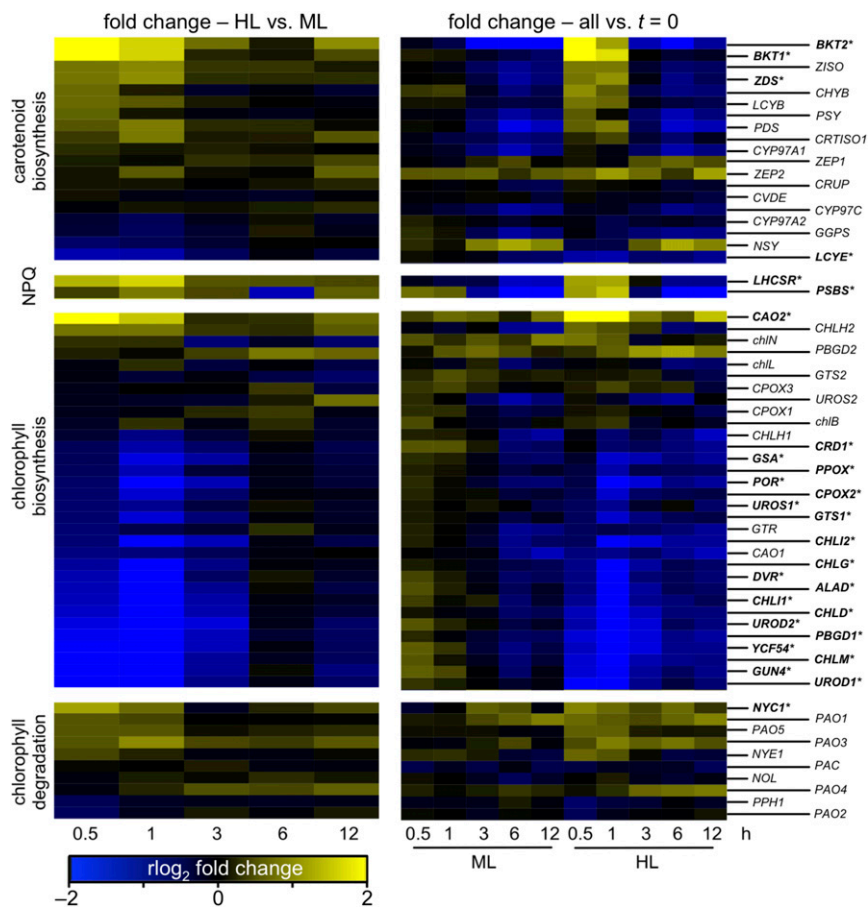 fold change – HL vs. ML
fold change – all vs. t = 0
carotenoid
biosynthesis
BKT2*
BKT1*
ZISO
ZDS*
CHYB
LCYB
PSY
PDS
CRTISO1
CYP97A1
ZEP1
ZEP2
CRUP
CVDE
CYP97C
CYP97A2
GGPS
NSY
LCYE*
NPQ
LHCSR*
PSBS*
chlorophyll
biosynthesis
CAO2*
CHLH2
chlN
PBGD2
chlL
GTS2
CPOX3
UROS2
CPOX1
chlB
CHLH1
CRD1*
GSA*
PPOX*
POR*
CPOX2*
UROS1*
GTS1*
GTR
CHLI2*
CAO1
CHLG*
DVR*
ALAD*
CHLI1*
CHLD*
UROD2*
PBGD1*
YCF54*
CHLM*
GUN4*
UROD1*
chlorophyll
degradation
NYC1*
PAO1
PAO5
PAO3
NYE1
PAC
NOL
PAO4
PPH1
PAO2
0.5 1 3 6 12
0.5 1 3 6 12 0.5 1 3 6 12 h
ML HL
rlog2 fold change
–2 0 2